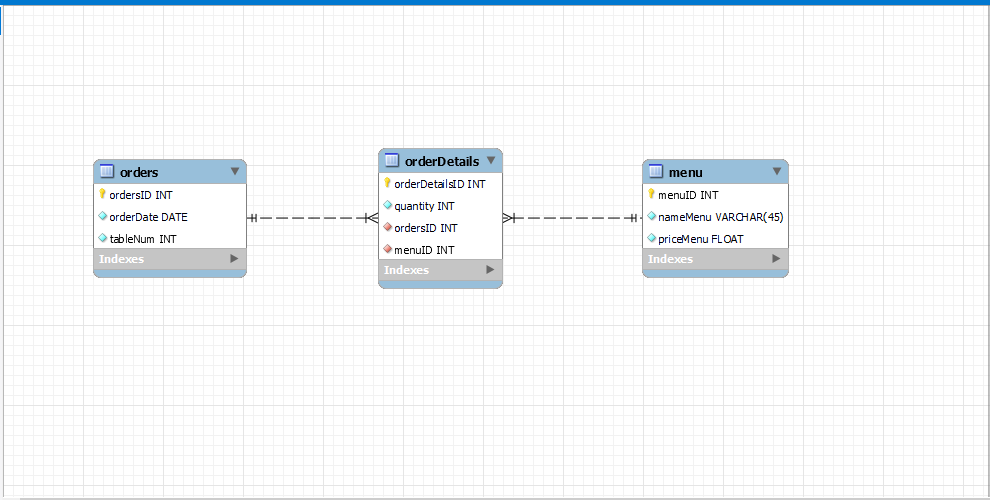 orders
ordersID INT
orderDate DATE
tableNum INT
Indexes
orderDetails
orderDetailsID INT
quantity INT
ordersID INT
menuID INT
Indexes
menu
menuID INT
nameMenu VARCHAR(45)
priceMenu FLOAT
Indexes